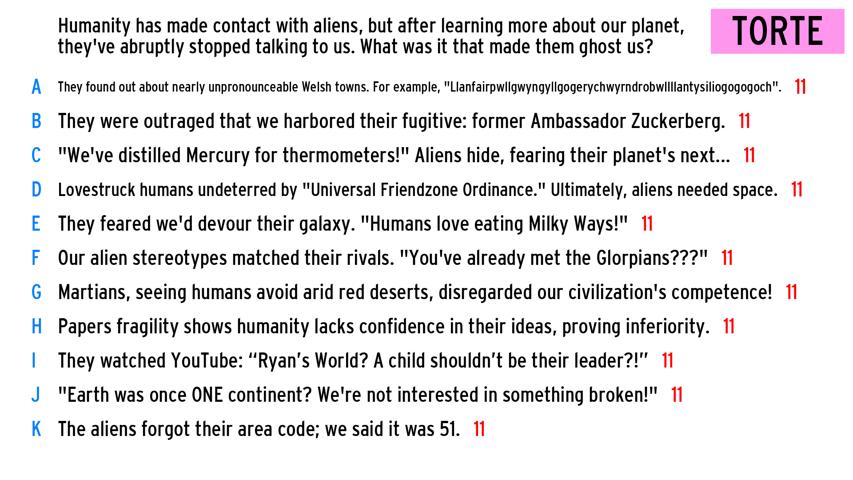 Humanity has made contact with aliens, but after learning more about our planet,
they've abruptly stopped talking to us. What was it that made them ghost us?
TORTE
A They found out about nearly unpronounceable Welsh towns. For example, "Llanfairpwllgwyngyllgogerychwyrndrobwllllantysiliogogogoch". 11
B They were outraged that we harbored their fugitive: former Ambassador Zuckerberg. 11
C "We've distilled Mercury for thermometers!" Aliens hide, fearing their planet's next... 11
D Lovestruck humans undeterred by "Universal Friendzone Ordinance." Ultimately, aliens needed space. 11
E They feared we'd devour their galaxy. "Humans love eating Milky Ways!" 11
F Our alien stereotypes matched their rivals. "You've already met the Glorpians???" 11
G Martians, seeing humans avoid arid red deserts, disregarded our civilization's competence! 11
H Papers fragility shows humanity lacks confidence in their ideas, proving inferiority. 11
I They watched YouTube: “Ryan’s World? A child shouldn’t be their leader?!” 11
J "Earth was once ONE continent? We're not interested in something broken!" 11
K The aliens forgot their area code; we said it was 51. 11